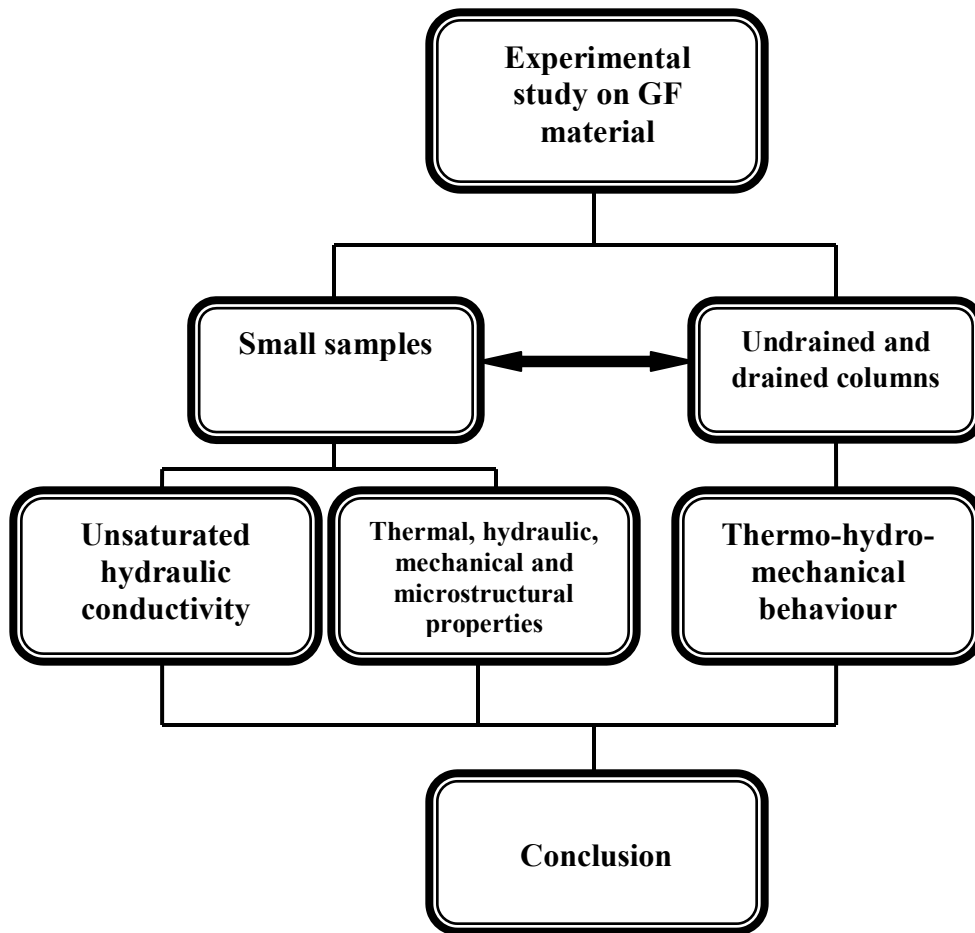 Experimental
study on GF
material
Small samples
Undrained and
drained columns
Unsaturated
hydraulic
conductivity
Thermal, hydraulic,
mechanical and
microstructural
properties
Thermo-hydro-
mechanical
behaviour
Conclusion